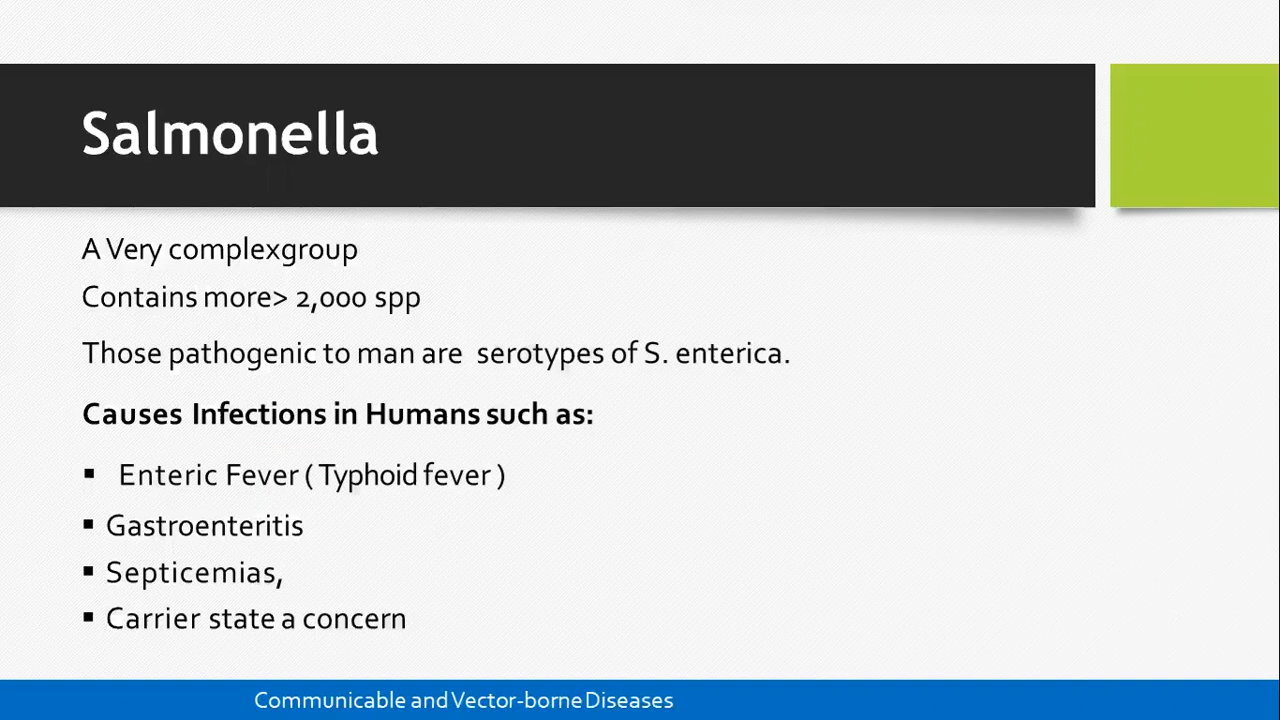 Salmonella
A Very complexgroup
Contains more> 2,000 spp
Those pathogenic to man are serotypes of S. enterica.
Causes Infections in Humans such as:
▪ Enteric Fever ( Typhoid fever )
▪ Gastroenteritis
▪ Septicemias,
▪ Carrier state a concern
Communicable and Vector-borne Diseases